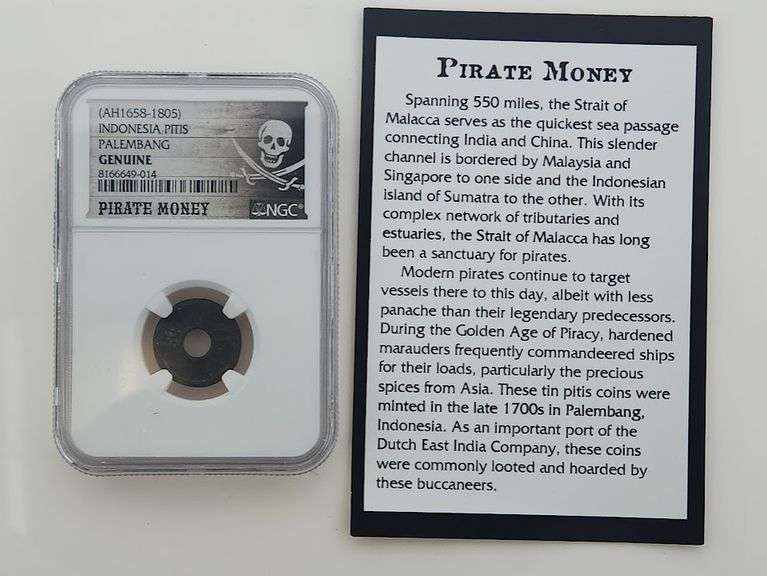 (AH1658-1805)
INDONESIA PITIS
PALEMBANG
GENUINE
8166649-014
PIRATE MONEY
NGC
PIRATE MONEY
Spanning 550 miles, the Strait of
Malacca serves as the quickest sea passage
connecting India and China. This slender
channel is bordered by Malaysia and
Singapore to one side and the Indonesian
island of Sumatra to the other. With its
complex network of tributaries and
estuaries, the Strait of Malacca has long
been a sanctuary for pirates.
Modern pirates continue to target
vessels there to this day, albeit with less
panache than their legendary predecessors.
During the Golden Age of Piracy, hardened
marauders frequently commandeered ships
for their loads, particularly the precious
spices from Asia. These tin pitis coins were
minted in the late 1700s in Palembang,
Indonesia. As an important port of the
Dutch East India Company, these coins
were commonly looted and hoarded by
these buccaneers.